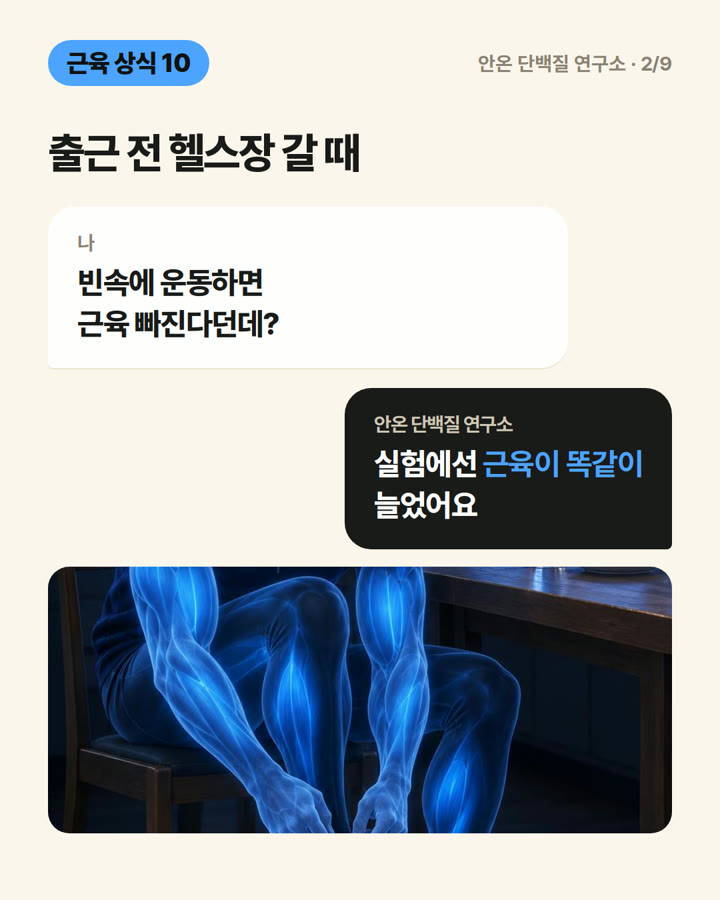 근육 상식 10
안온 단백질 연구소 · 2/9
출근 전 헬스장 갈 때
나
빈속에 운동하면
근육 빠진다던데?
안온 단백질 연구소
실험에선 근육이 똑같이
늘었어요